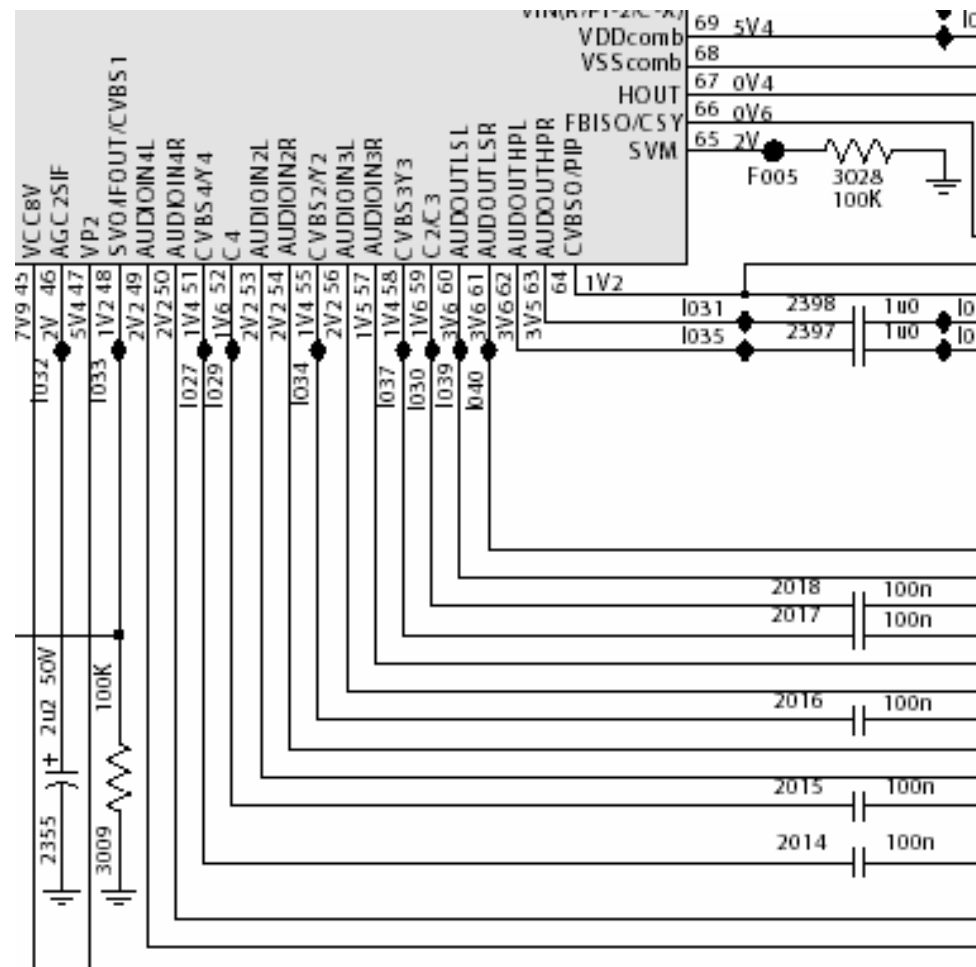 69 5V4
VDDcomb
68
VSScomb
67 0V4
HOUT
66 0V6
FBISO/CSY
65 2V
SVM
F005
3028
100K
VCC8V
AGC2SIF
VP2
SVO/IFOUT/CVBS1
AUDIOIN4L
AUDIOIN4R
CVBS4/Y4
C4
AUDIOIN2L
AUDIOIN2R
CVBS2/Y2
AUDIOIN3L
AUDIOIN3R
CVBS3Y3
C2/C3
AUDOUTLSL
AUDOUTLSR
AUDOUTHPL
AUDOUTHPR
CVBSO/PIP
7V9 45
2V 46
5V4 47
1V2 48
2V2 49
2V2 50
1V4 51
1V6 52
2V2 53
2V2 54
1V4 55
2V2 56
1V5 57
1V4 58
1V6 59
3V6 60
3V6 61
3V6 62
3V5 63
64
1V2
I031 2398 1u0
I035 2397 1u0
I032
I033
I027
I029
I034
I037
I030
I039
I040
2018 100n
2017 100n
2016 100n
2015 100n
2014 100n
+ 2u2 50V
2355
100K
3009